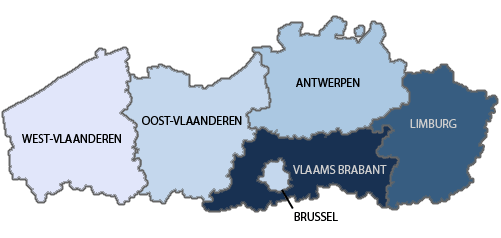 ANTWERPEN
OOST-VLAANDEREN
LIMBURG
WEST-VLAANDEREN
VLAAMS BRABANT
BRUSSEL